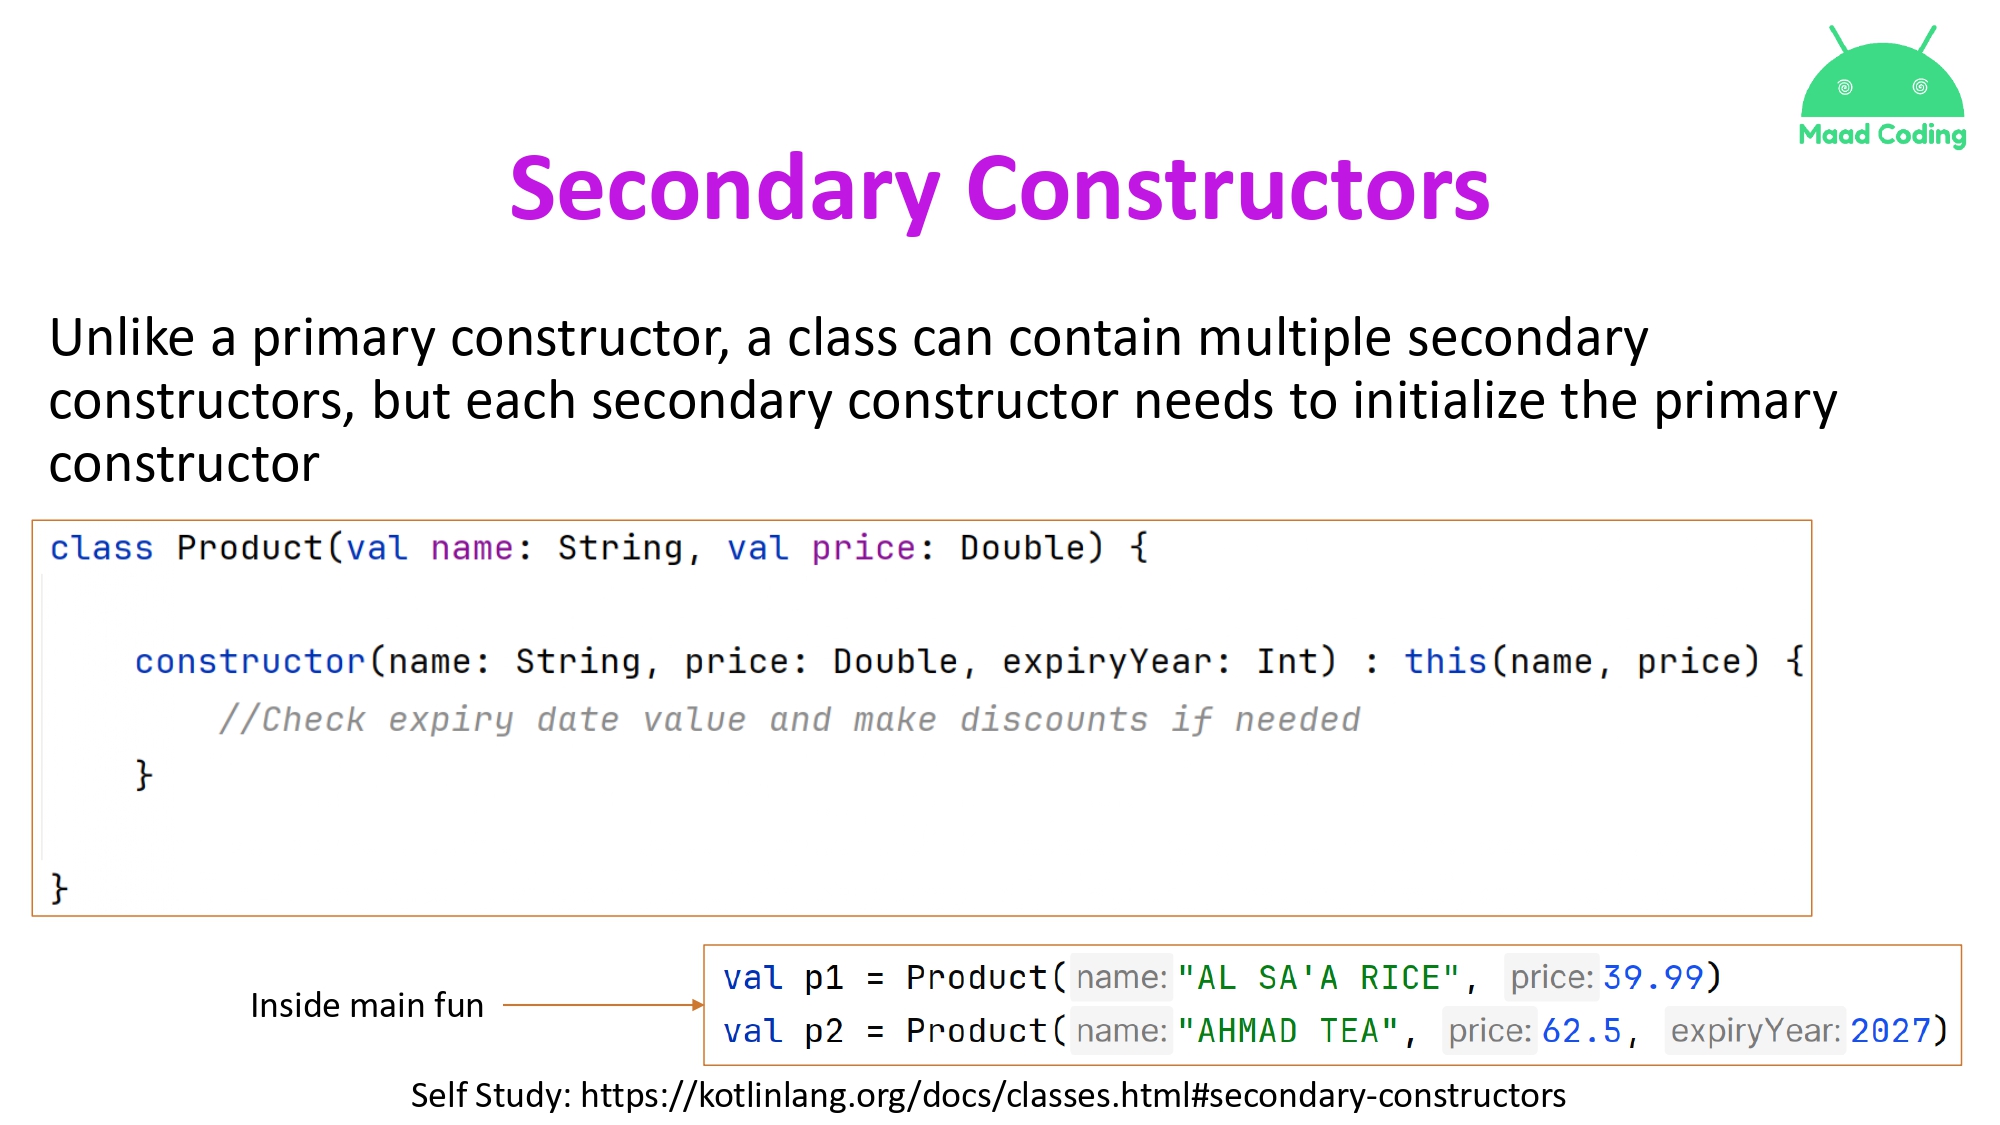 Maad Coding
Secondary Constructors
Unlike a primary constructor, a class can contain multiple secondary
constructors, but each secondary constructor needs to initialize the primary
constructor
class Product(val name: String, val price: Double) {
constructor(name: String, price: Double, expiryYear: Int) : this(name, price) {
//Check expiry date value and make discounts if needed
}
}
Inside main fun
val p1 = Product( name: "AL SA'A RICE", price: 39.99)
val p2 = Product( name: "AHMAD TEA", price: 62.5, expiryYear: 2027)
Self Study: https://kotlinlang.org/docs/classes.html#secondary-constructors